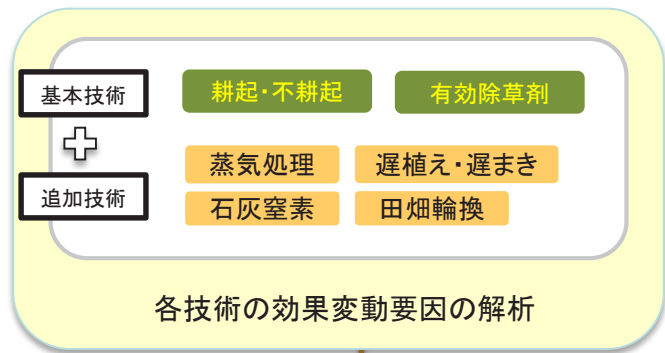 基本技術
耕起・不耕起
有効除草剤
追加技術
蒸気処理
遅植え・遅まき
石灰窒素
田畑輪換
各技術の効果変動要因の解析